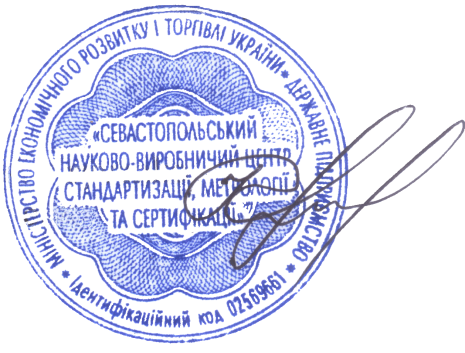 МІНІСТЕРСТВО ЕКОНОМІЧНОГО РОЗВИТКУ І ТОРГІВЛІ УКРАЇНИ * ДЕРЖАВНЕ ПІДПРИЄМСТВО *
«СЕВАСТОПОЛЬСЬКИЙ
НАУКОВО-ВИРОБНИЧИЙ ЦЕНТР
СТАНДАРТИЗАЦІЇ, МЕТРОЛОГІЇ
ТА СЕРТИФІКАЦІЇ»
* Ідентифікаційний код 02569661 *